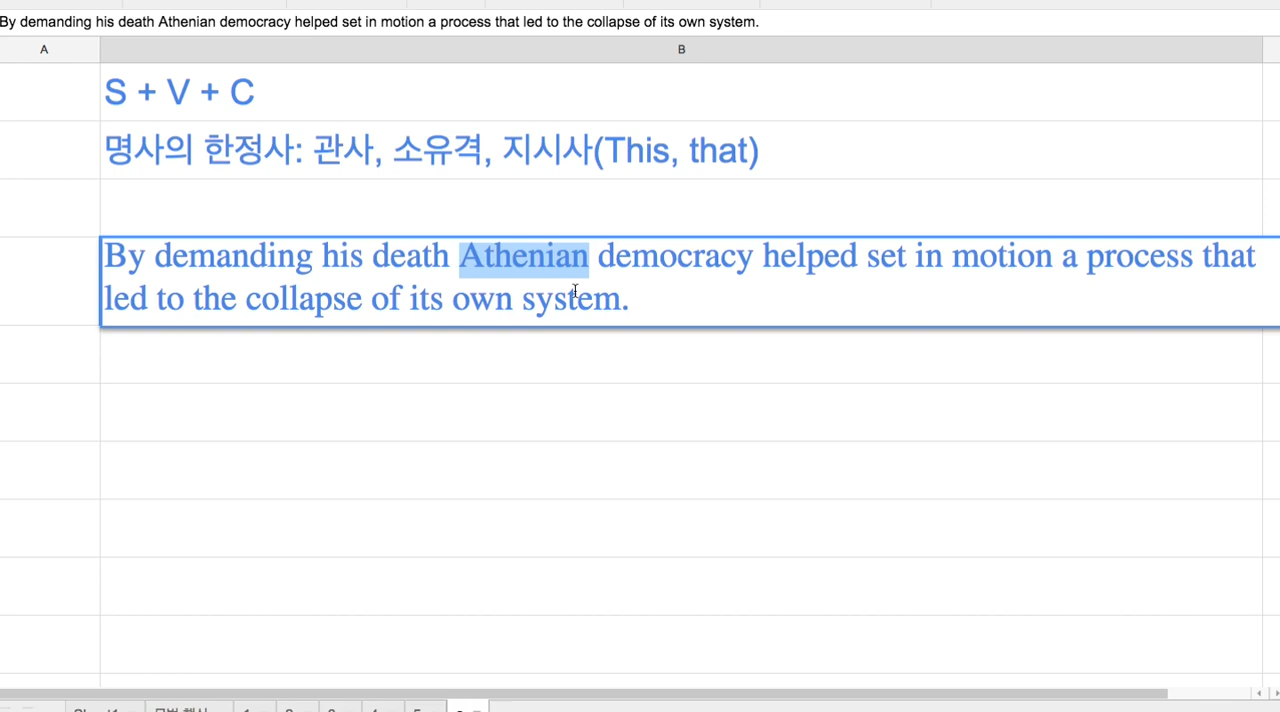 By demanding his death Athenian democracy helped set in motion a process that led to the collapse of its own system.
A B
S + V + C
명사의 한정사: 관사, 소유격, 지시사(This, that)
By demanding his death Athenian democracy helped set in motion a process that
led to the collapse of its own system.